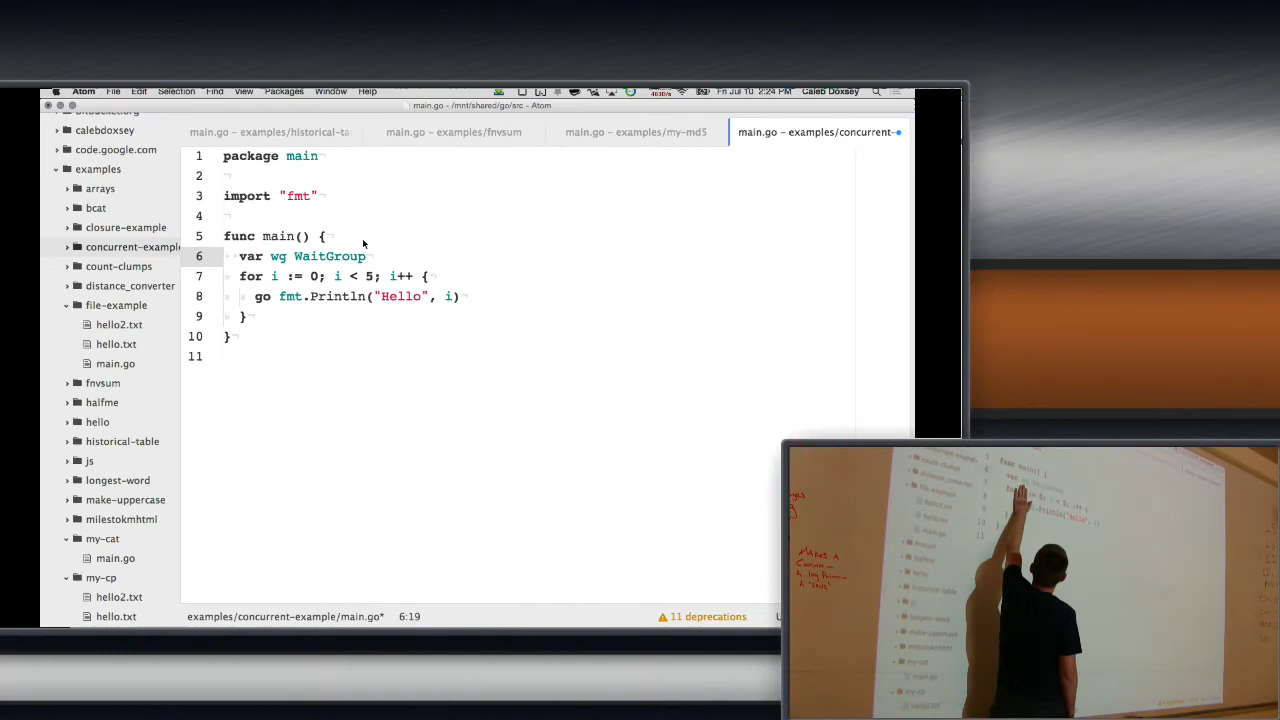 Atom File Edit Selection Find View Packages Window Help Fri Jul 10 2:24 PM Caleb Doxsey
main.go - /mnt/shared/go/src - Atom
main.go - examples/historical-ta
main.go - examples/fnvsum
main.go - examples/my-md5
main.go - examples/concurrent-
bitbucket.org
calebdoxsey
code.google.com
examples
arrays
bcat
closure-example
concurrent-example
count-clumps
distance_converter
file-example
hello2.txt
hello.txt
main.go
fnvsum
halfme
hello
historical-table
js
longest-word
make-uppercase
milestokmhtml
my-cat
main.go
my-cp
hello2.txt
hello.txt
1 package main
2
3 import "fmt"
4
5 func main() {
6 var wg WaitGroup
7 for i := 0; i < 5; i++ {
8 go fmt.Println("Hello", i)
9 }
10 }
11
examples/concurrent-example/main.go* 6:19
11 deprecations
MAKES A